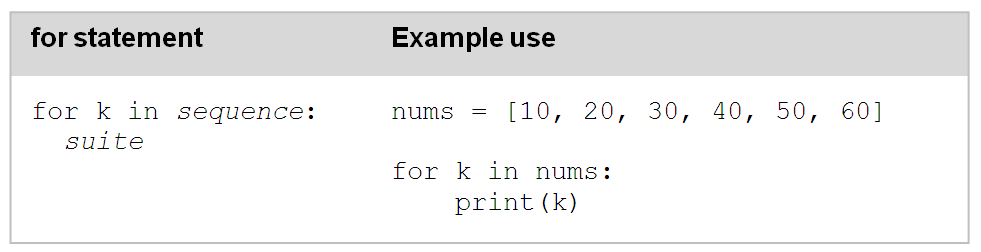 for statement
Example use
for k in sequence:
  suite
nums = [10, 20, 30, 40, 50, 60]
for k in nums:
    print(k)